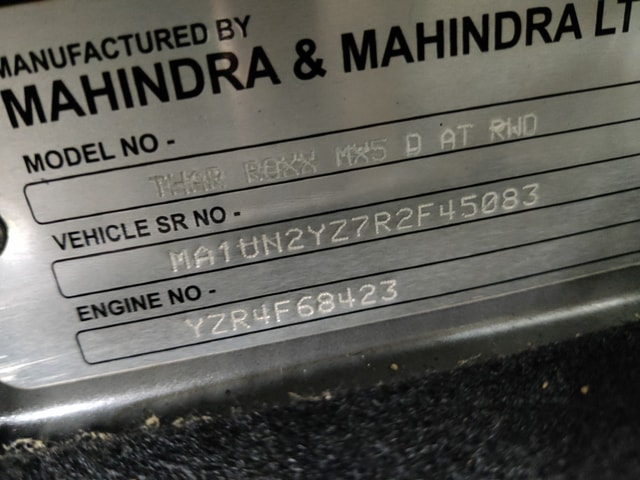 MANUFACTURED BY
MAHINDRA & MAHINDRA LT
MODEL NO -
THAR ROXX MX5 D AT RWD
VEHICLE SR NO -
MA1UN2YZ7R2F45083
ENGINE NO -
YZR4F68423